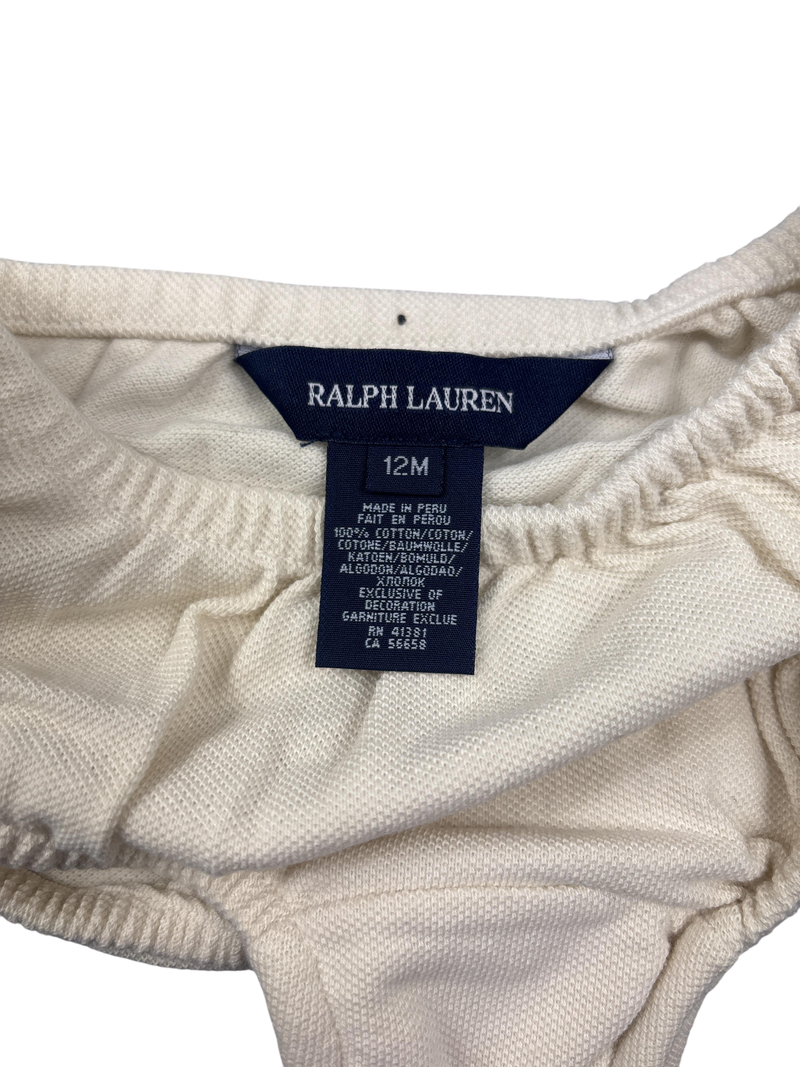 RALPH LAUREN
12M
MADE IN PERU
FAIT EN PEROU
100% COTTON/COTON/
COTONE/BAUMWOLLE/
KATOEN/BOMULD/
ALGODON/ALGODAO/
ХЛОПОК
EXCLUSIVE OF
DECORATION
GARNITURE EXCLUE
RN 41381
CA 56658